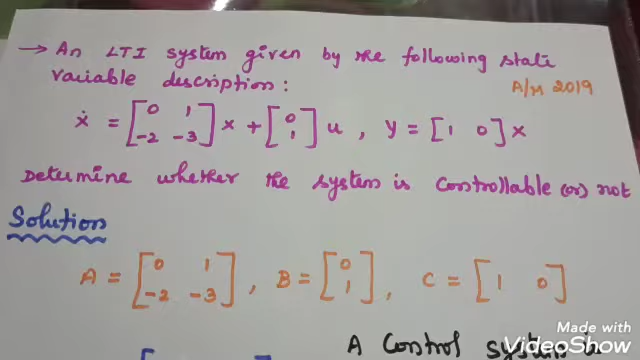 → An LTI system given by the following state
variable description :
A/M 2019
ẋ = [0 1 -2 -3] x + [0 1] u , y = [1 0] x
Determine whether the system is controllable (or) not
Solution
A = [0 1 -2 -3] , B = [0 1] , C = [1 0]
A control system is
Made with
VideoShow